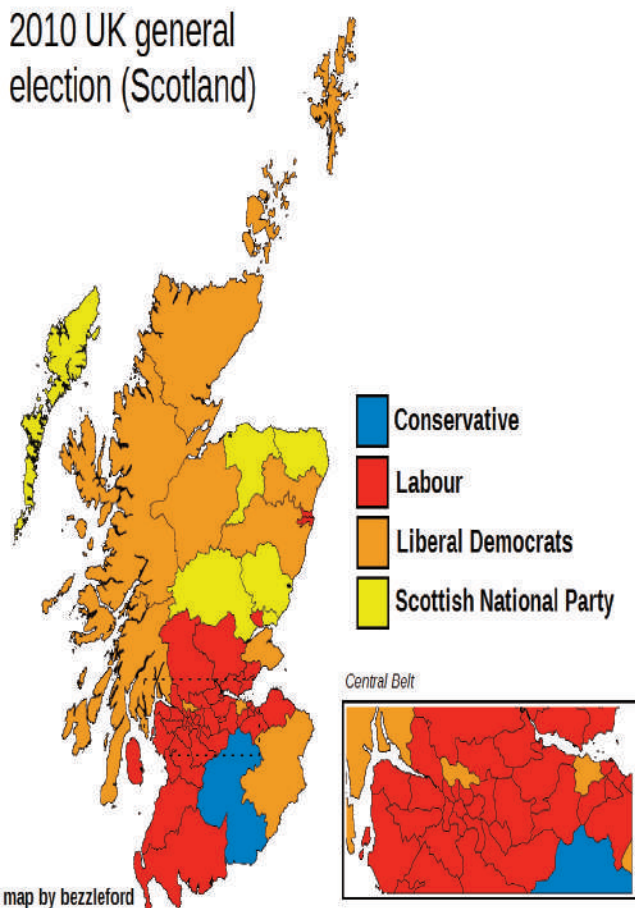 2010 UK general
election (Scotland)
Conservative
Labour
Liberal Democrats
Scottish National Party
Central Belt
map by bezzleford